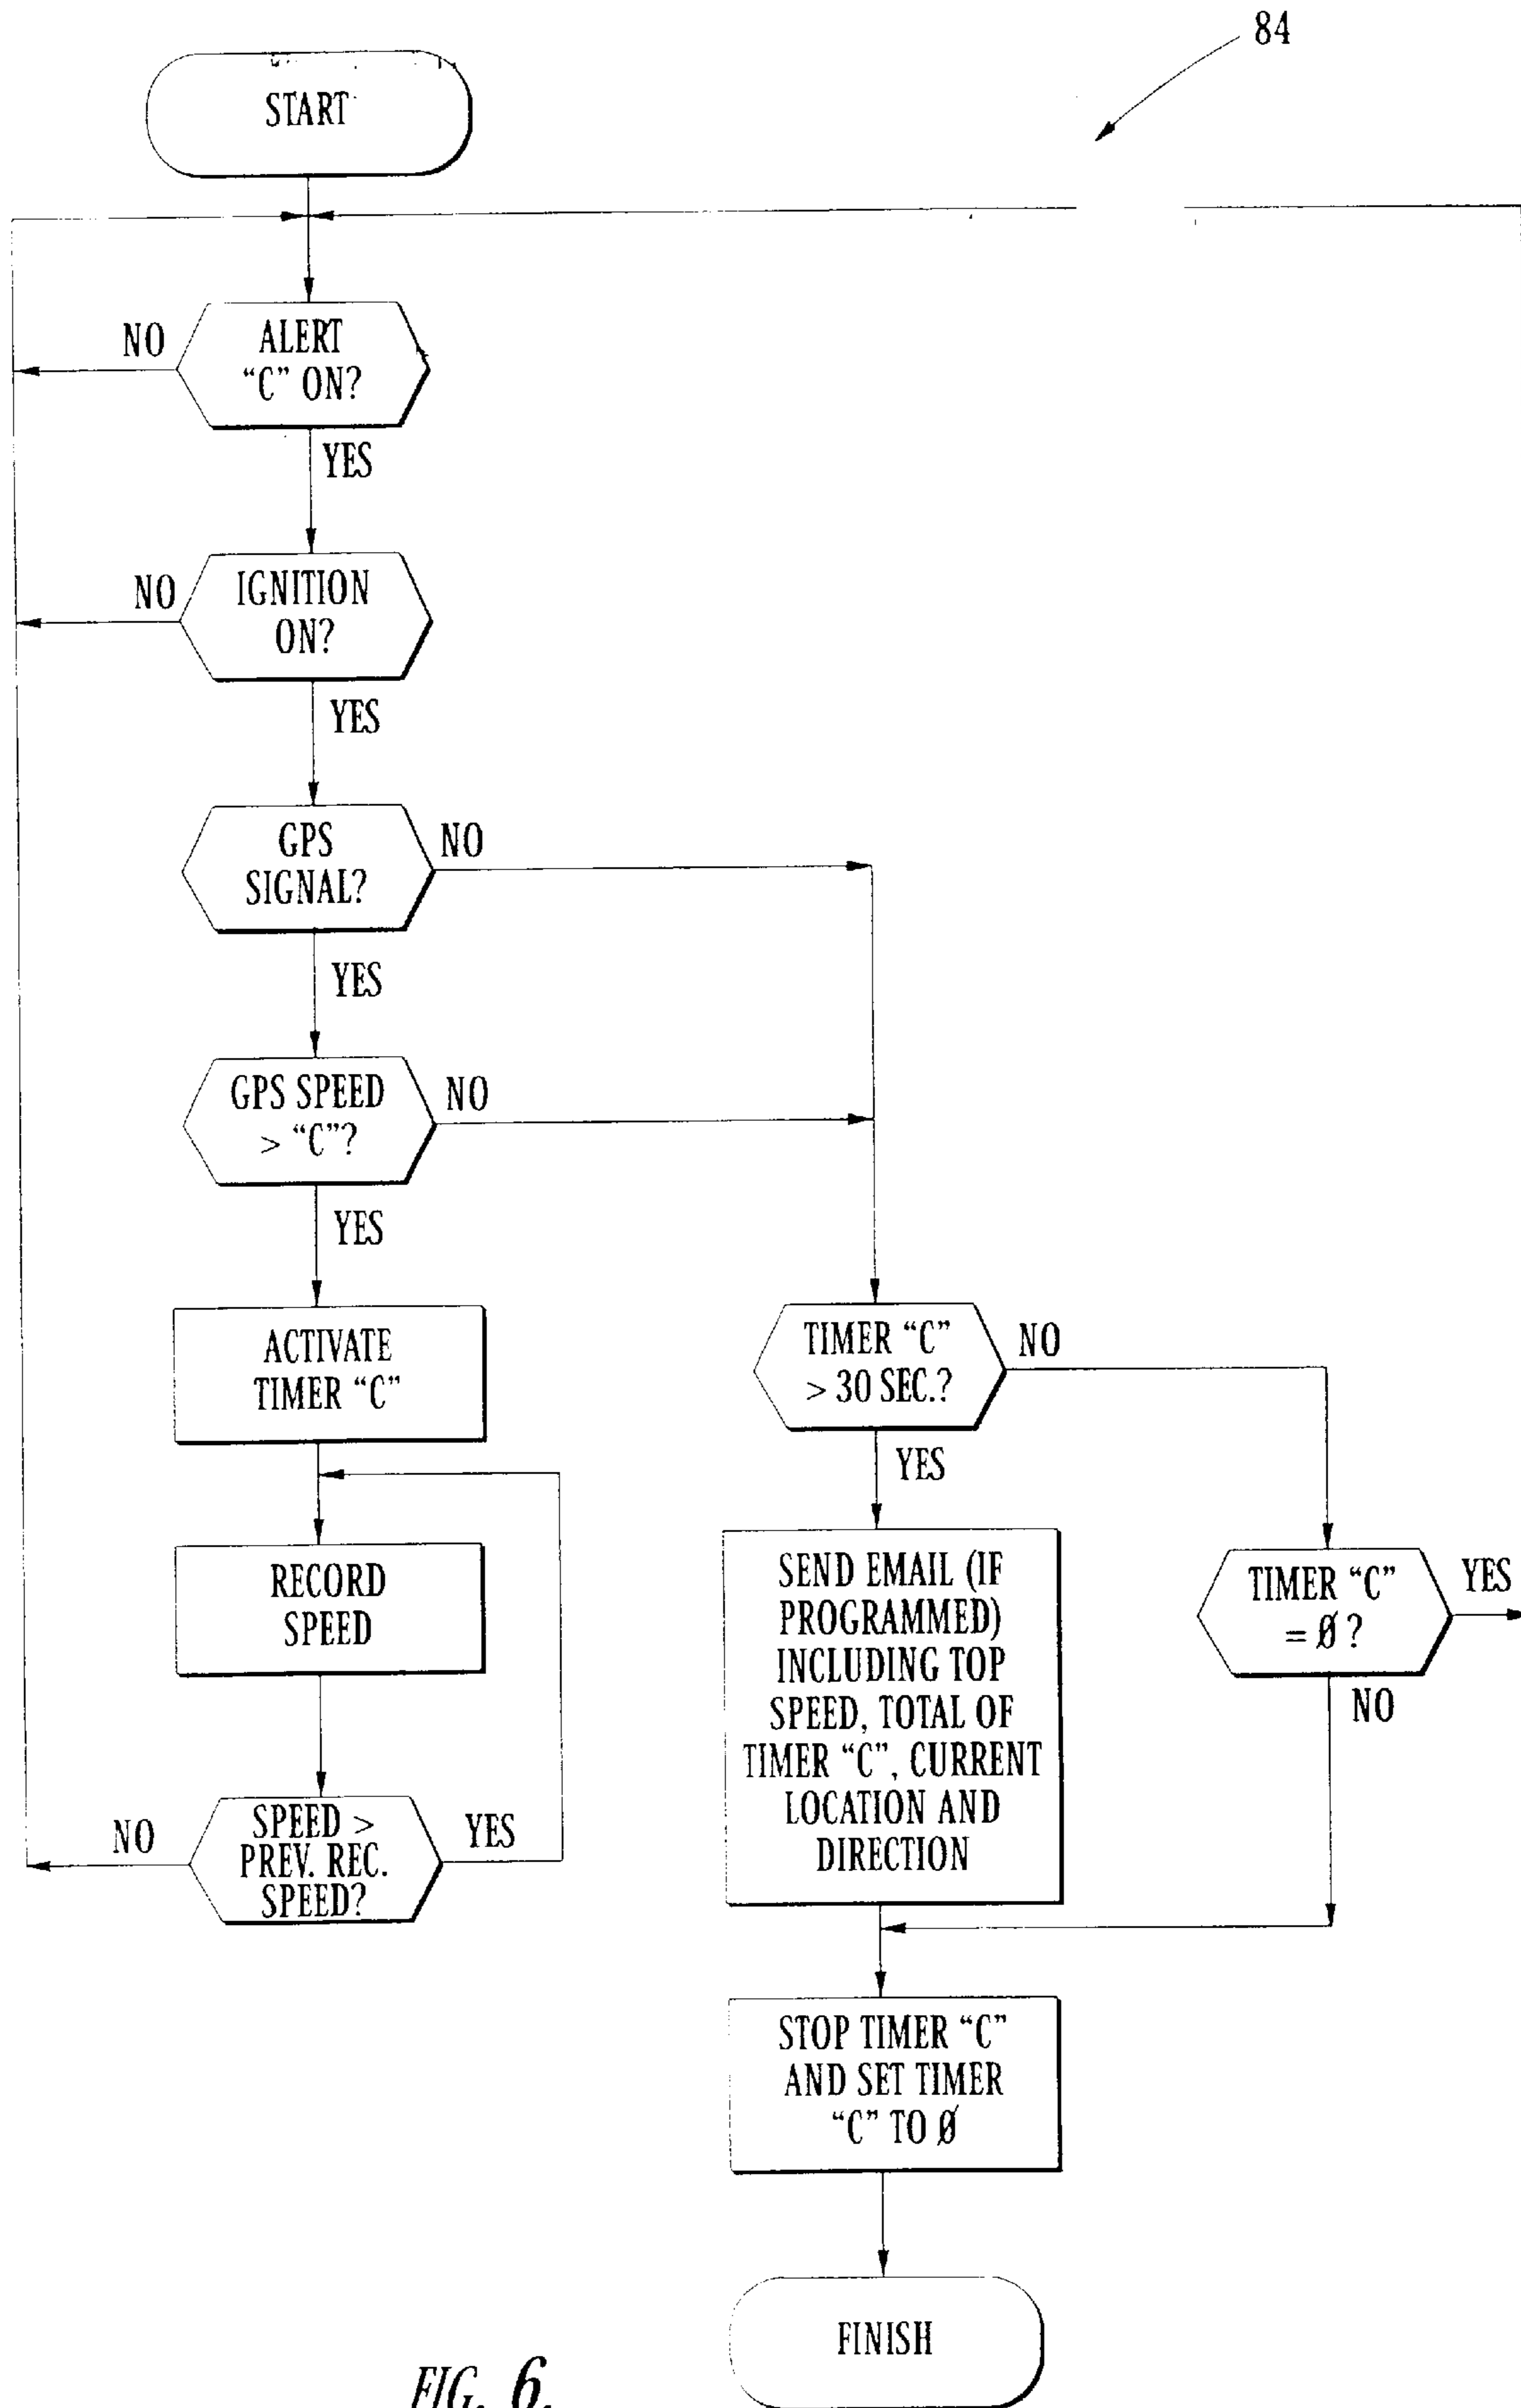 84
START
ALERT
“C” ON?
NO
YES
IGNITION
ON?
NO
YES
GPS
SIGNAL?
NO
YES
GPS SPEED
> “C”?
NO
YES
ACTIVATE
TIMER “C”
TIMER “C”
> 30 SEC.?
NO
YES
RECORD
SPEED
SEND EMAIL (IF
PROGRAMMED)
INCLUDING TOP
SPEED, TOTAL OF
TIMER “C”, CURRENT
LOCATION AND
DIRECTION
TIMER “C”
= Ø ?
YES
NO
SPEED >
PREV. REC.
SPEED?
NO
YES
STOP TIMER “C”
AND SET TIMER
“C” TO Ø
FINISH
FIG. 6.